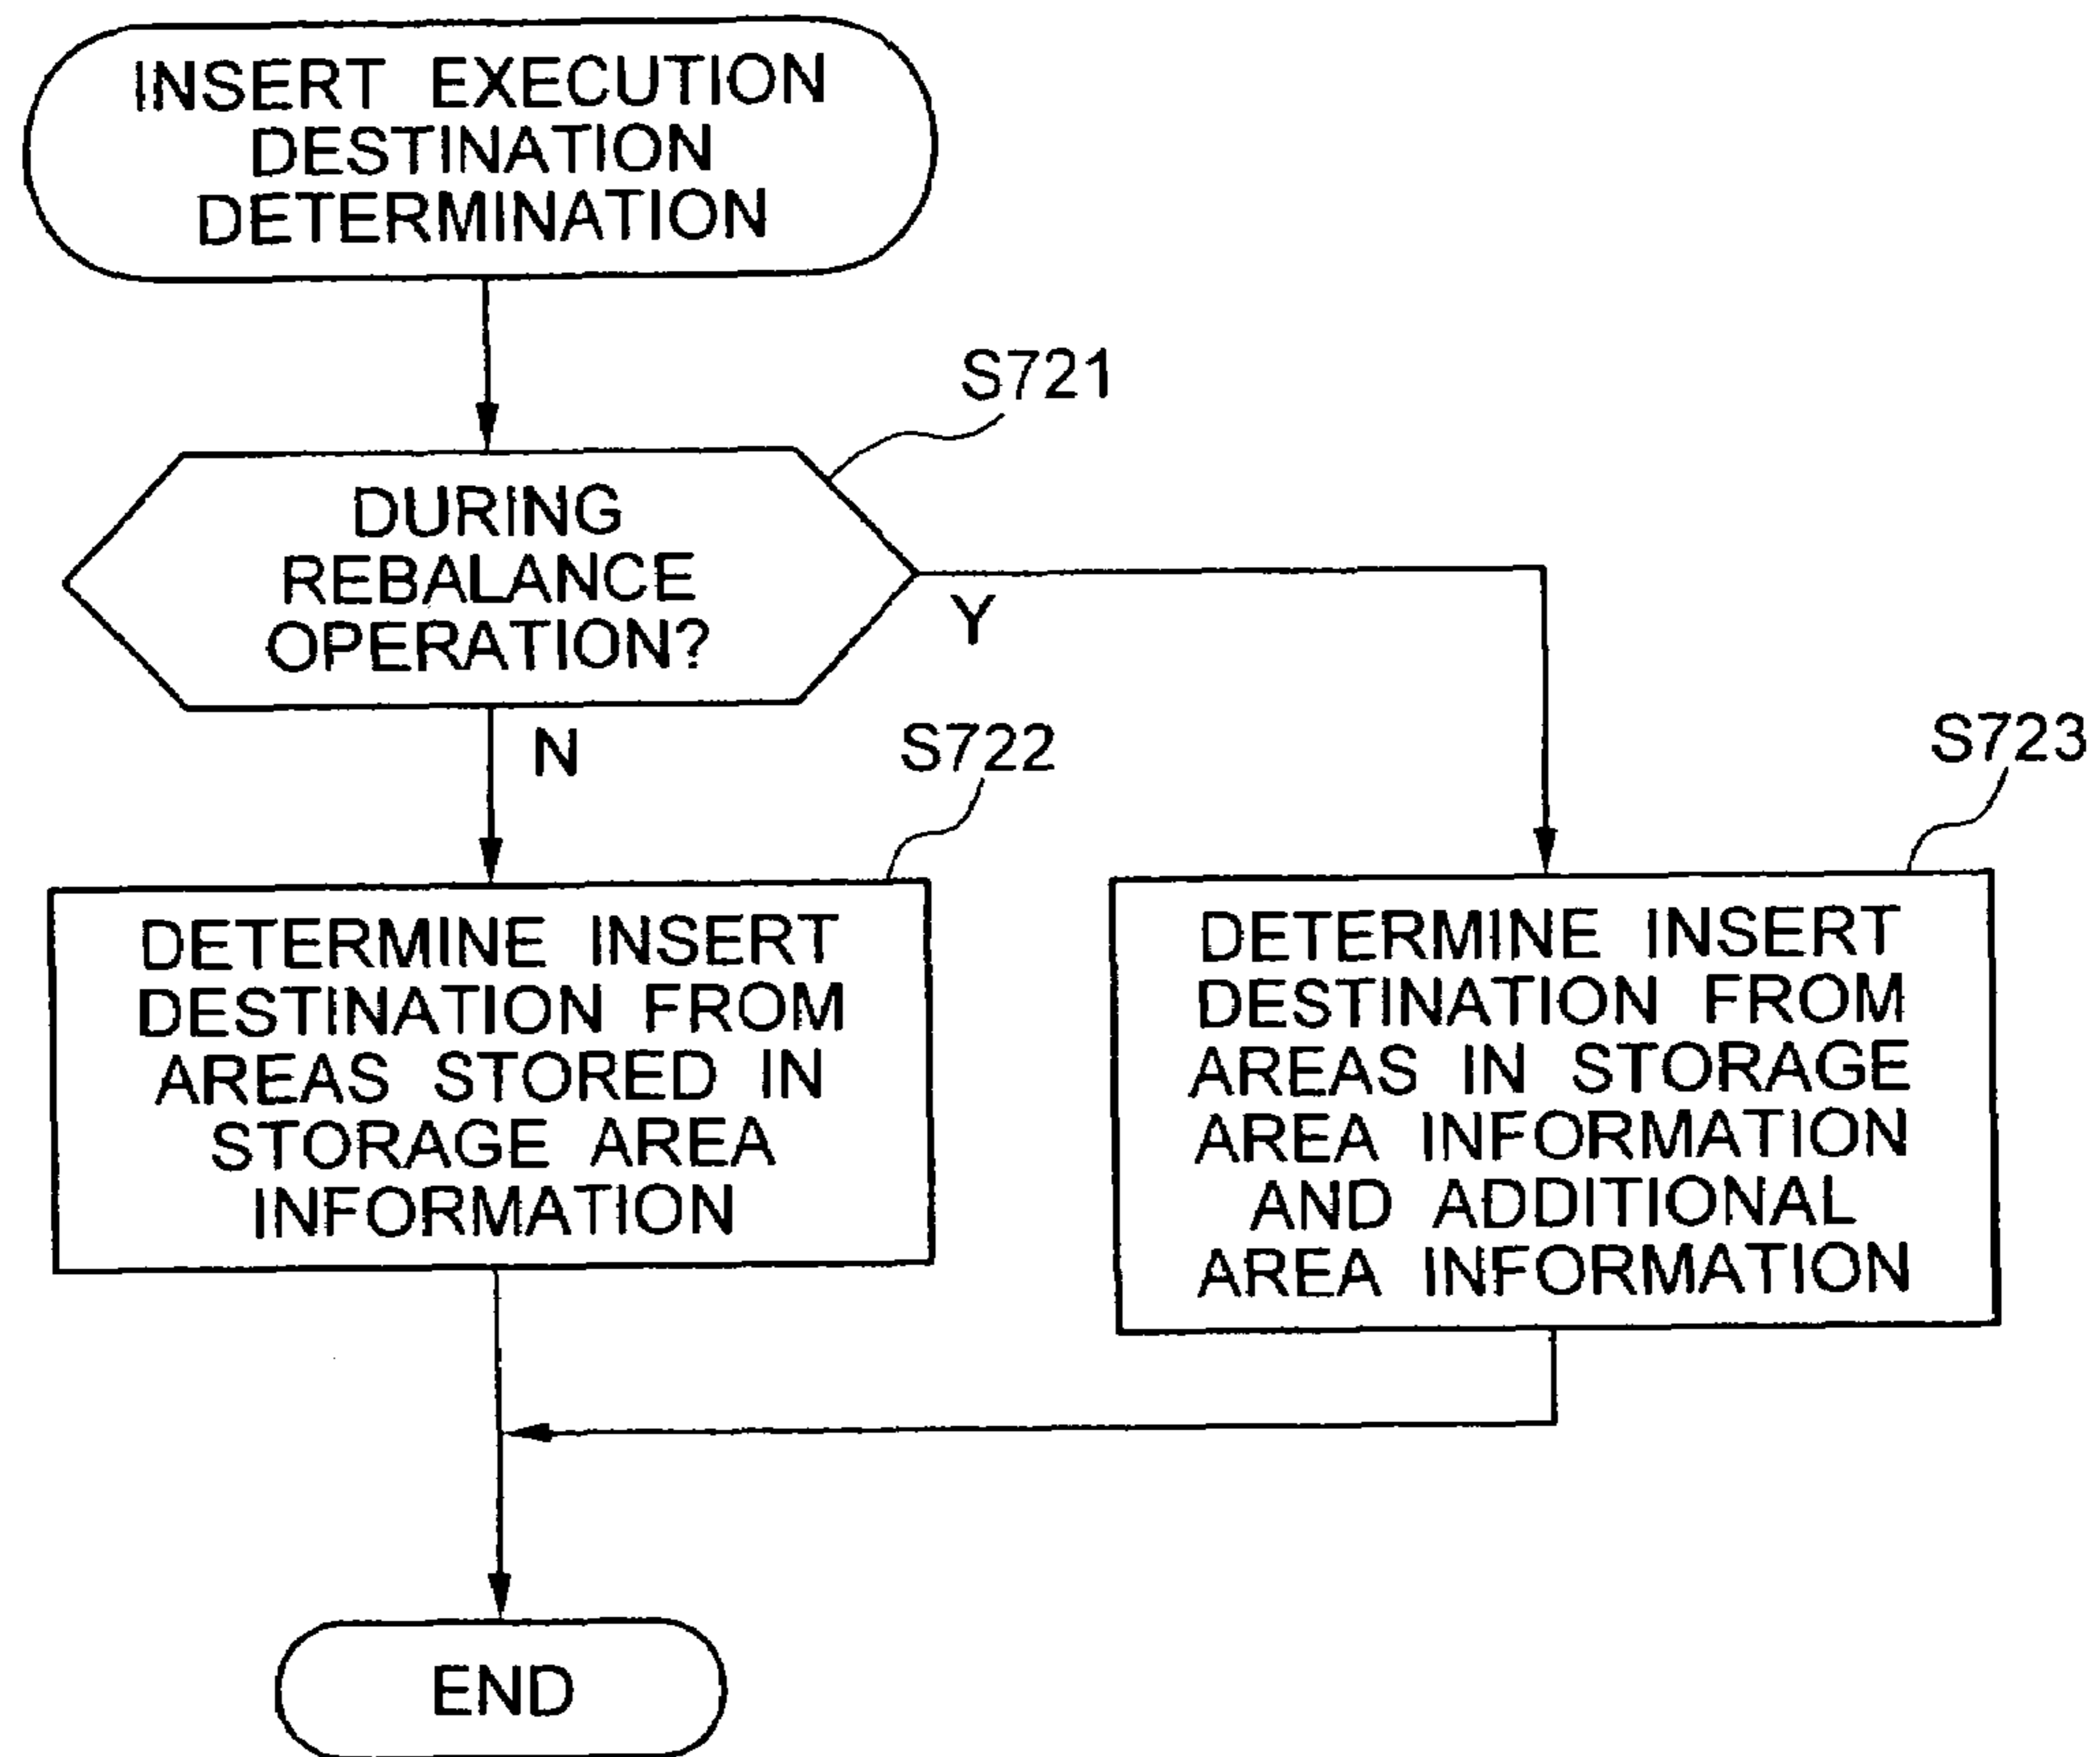 INSERT EXECUTION
DESTINATION
DETERMINATION
S721
DURING
REBALANCE
OPERATION?
Y
N
S722
S723
DETERMINE INSERT
DESTINATION FROM
AREAS STORED IN
STORAGE AREA
INFORMATION
DETERMINE INSERT
DESTINATION FROM
AREAS IN STORAGE
AREA INFORMATION
AND ADDITIONAL
AREA INFORMATION
END